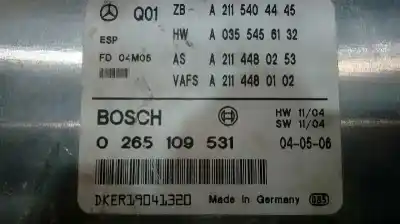 Q01 ZB A 211 540 44 45
ESP HW A 035 545 61 32
FD 04M05 AS A 211 448 02 53
VAFS A 211 448 01 02
BOSCH HW 11/04
SW 11/04
0 265 109 531 04-05-06
DKER19041320 Made in Germany 085